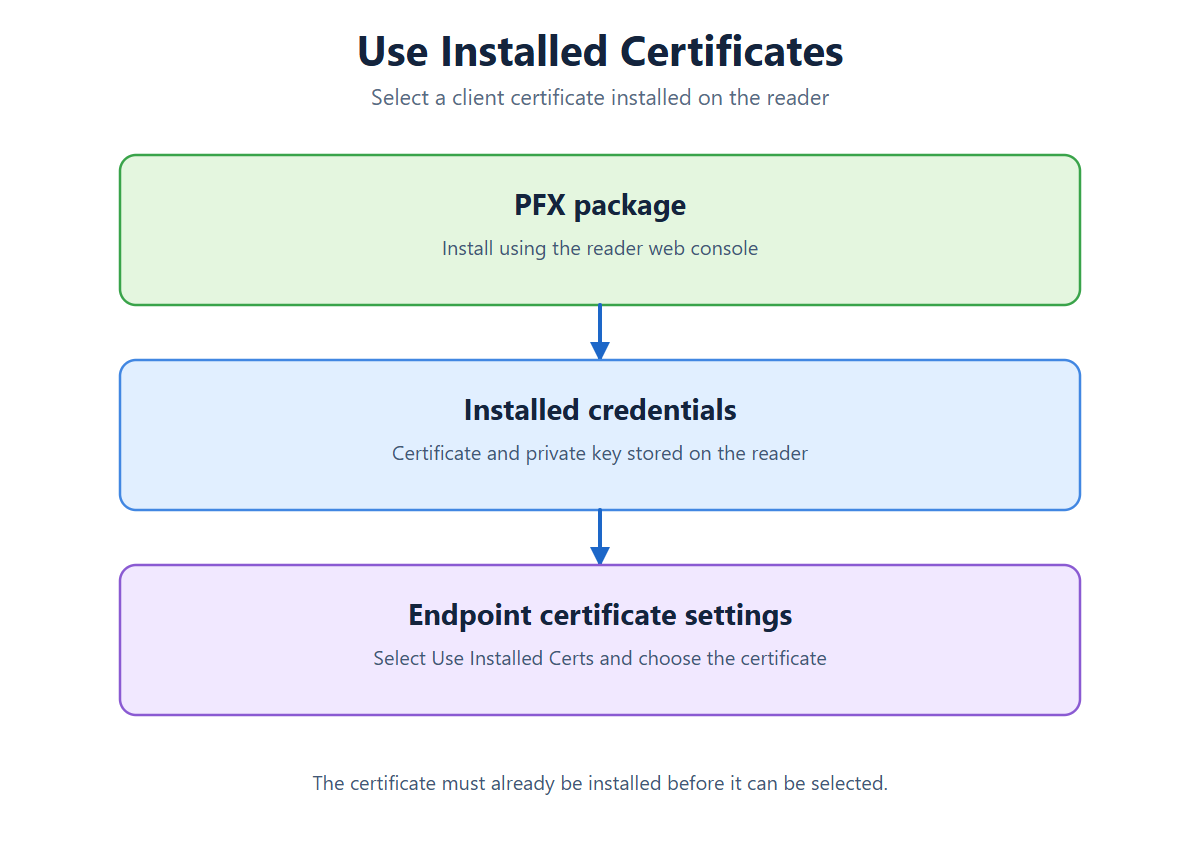 Use Installed Certificates
Select a client certificate installed on the reader
PFX package
Install using the reader web console
Installed credentials
Certificate and private key stored on the reader
Endpoint certificate settings
Select Use Installed Certs and choose the certificate
The certificate must already be installed before it can be selected.